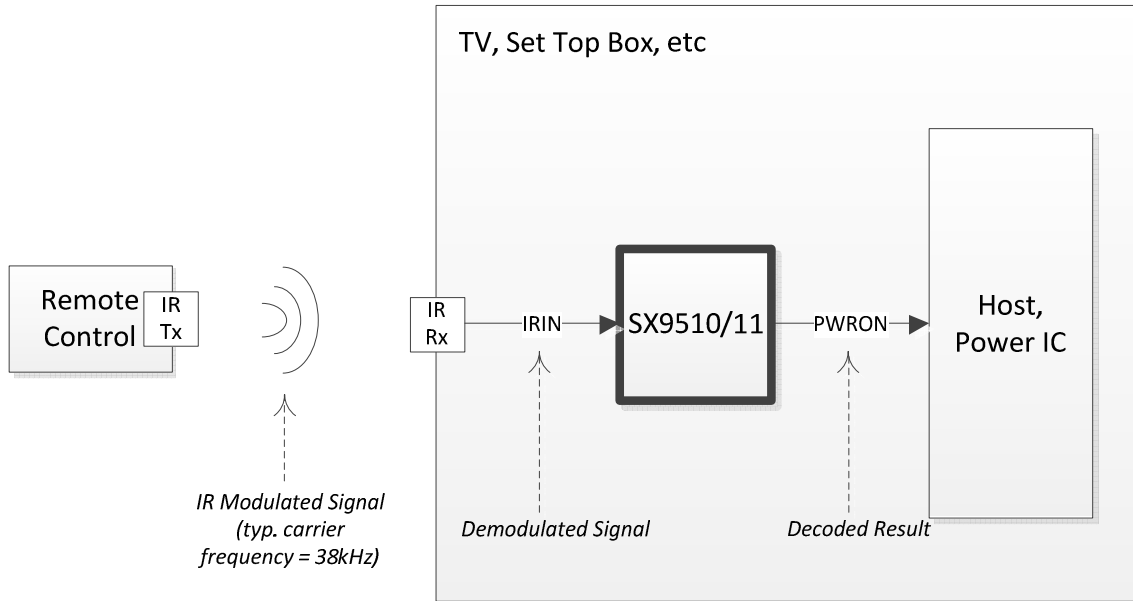 TV, Set Top Box, etc
Remote
Control
IR
Tx
IR
Rx
IRIN
SX9510/11
PWRON
Host,
Power IC
IR Modulated Signal
(typ. carrier
frequency = 38kHz)
Demodulated Signal
Decoded Result